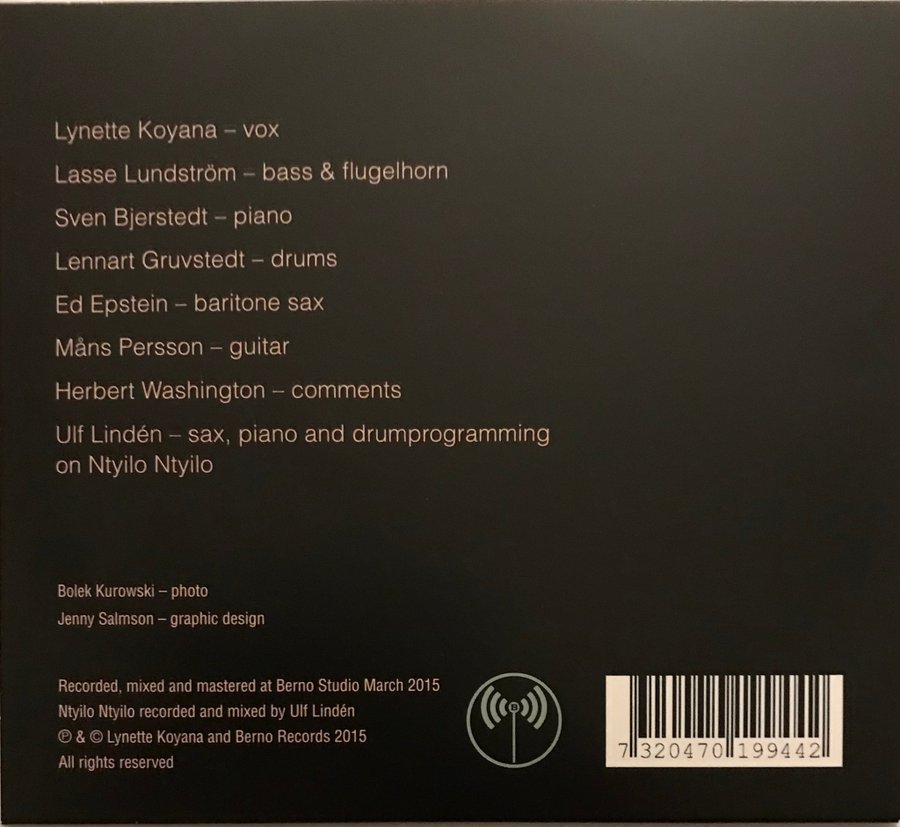 Lynette Koyana – vox
Lasse Lundström – bass & flugelhorn
Sven Bjerstedt – piano
Lennart Gruvstedt – drums
Ed Epstein – baritone sax
Måns Persson – guitar
Herbert Washington – comments
Ulf Lindén – sax, piano and drumprogramming
on Ntyilo Ntyilo
Bolek Kurowski – photo
Jenny Salmson – graphic design
Recorded, mixed and mastered at Berno Studio March 2015
Ntyilo Ntyilo recorded and mixed by Ulf Lindén
℗ & © Lynette Koyana and Berno Records 2015
All rights reserved
B
7 320470 199442